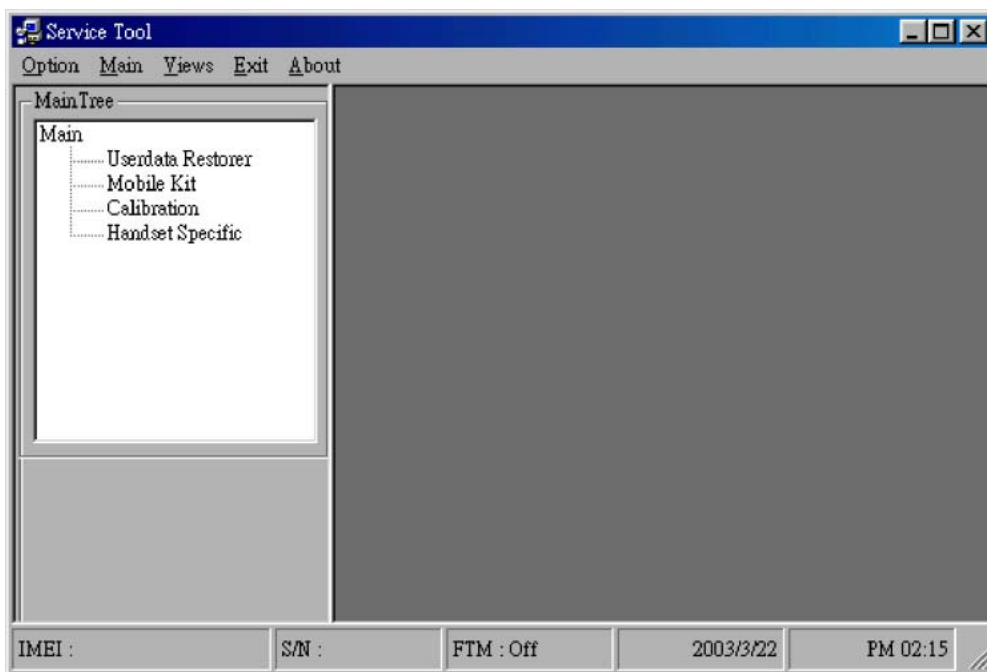 Service Tool
Option Main Views Exit About
MainTree
Main
Userdata Restorer
Mobile Kit
Calibration
Handset Specific
IMEI : S/N : FTM : Off 2003/3/22 PM 02:15